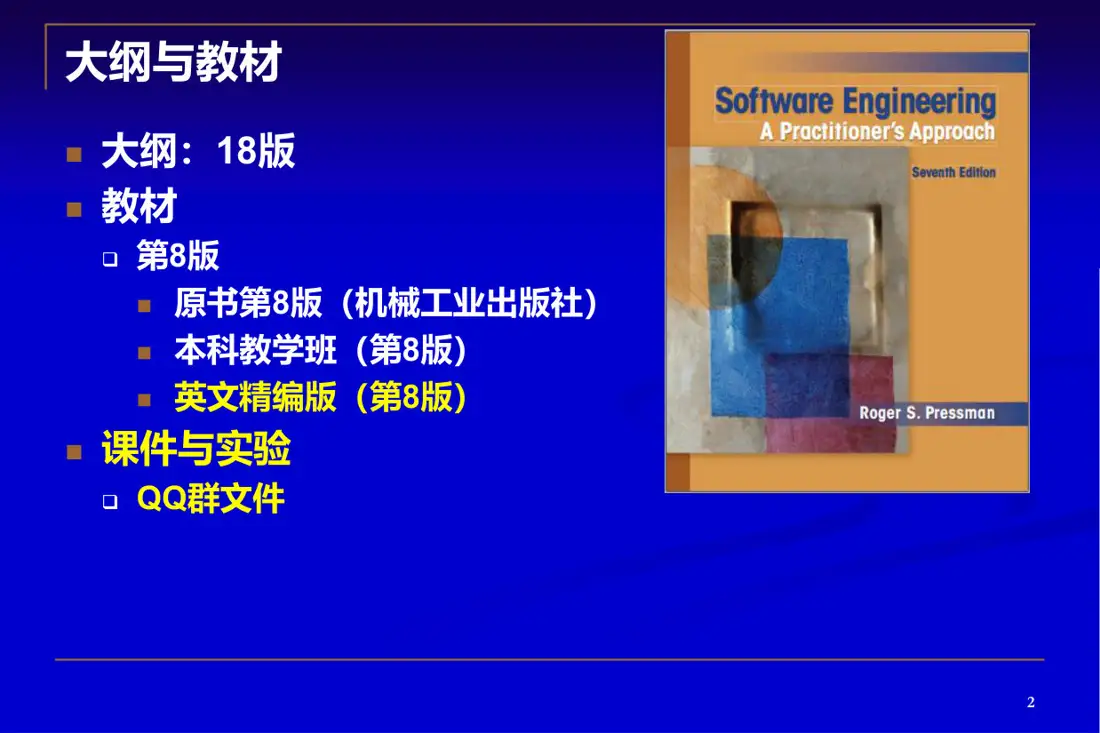 大纲与教材
大纲：18版
教材
第8版
原书第8版（机械工业出版社）
本科教学班（第8版）
英文精编版（第8版）
课件与实验
QQ群文件
Software Engineering
A Practitioner's Approach
Seventh Edition
Roger S. Pressman
2